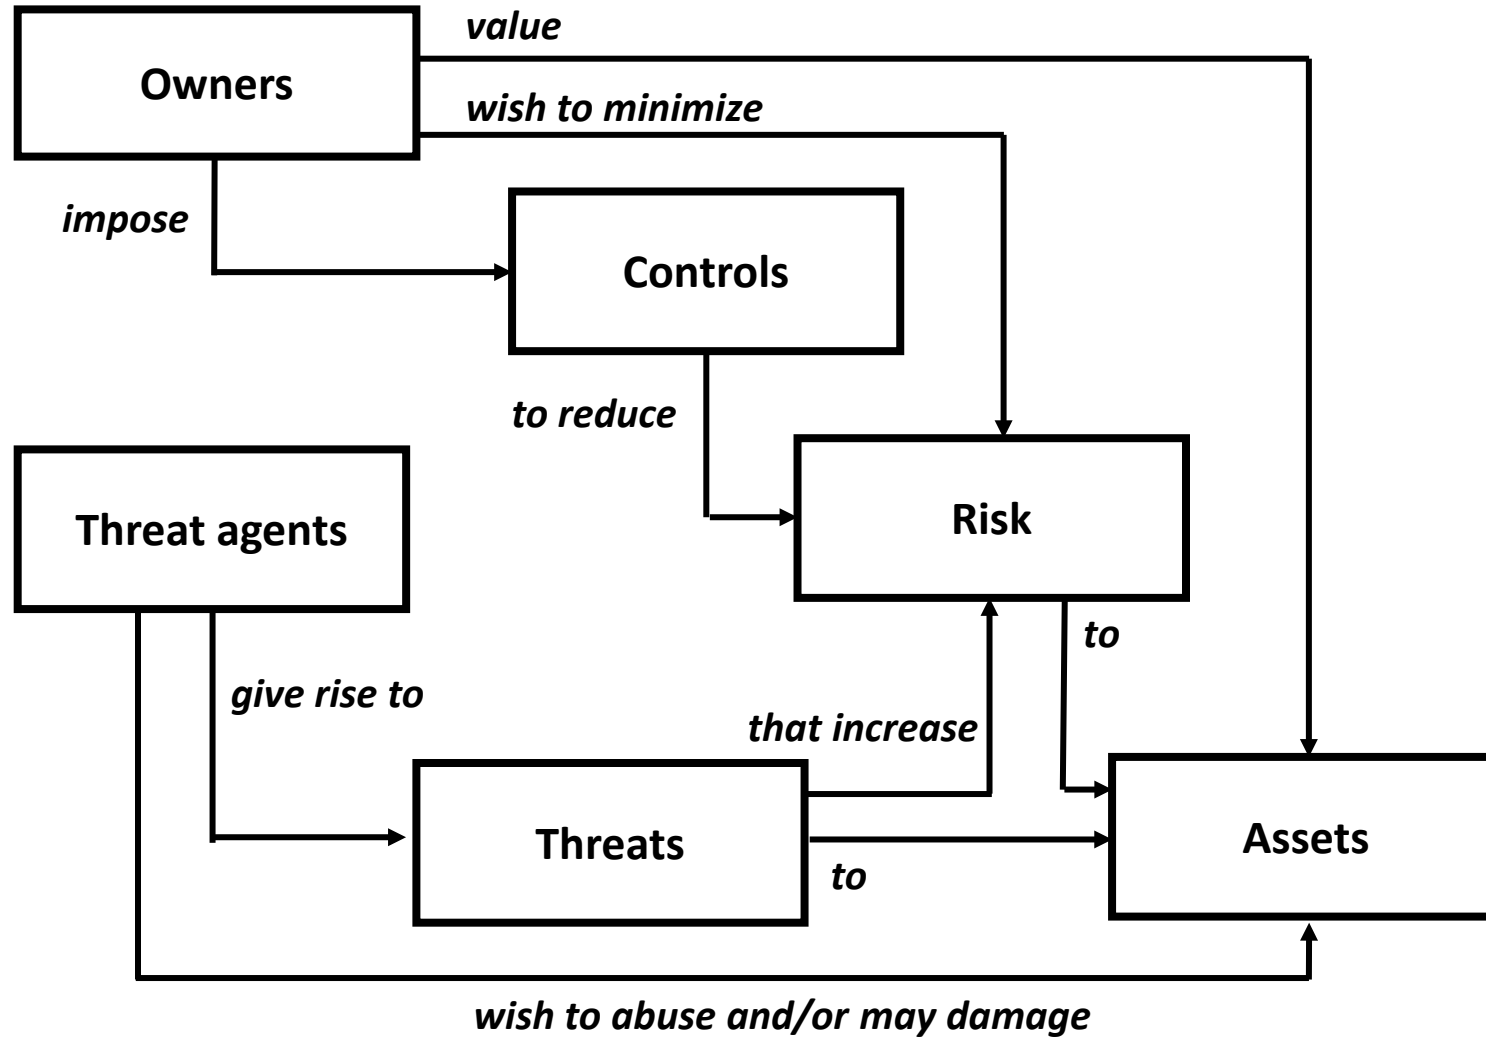 value
Owners
wish to minimize
impose
Controls
to reduce
Threat agents
Risk
to
give rise to
that increase
Threats
Assets
to
wish to abuse and/or may damage